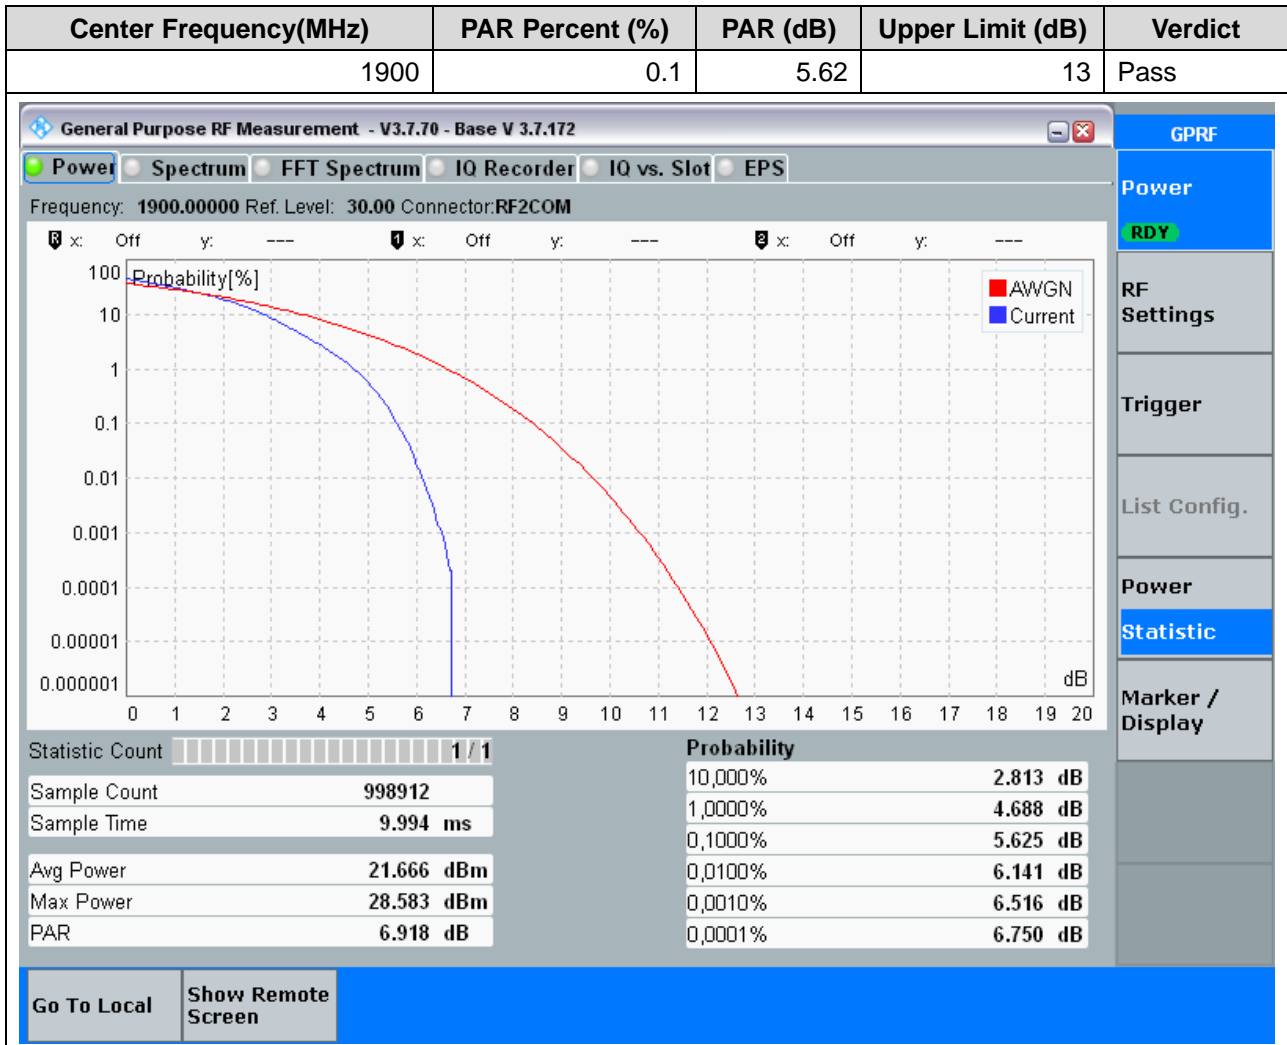 Center Frequency(MHz) PAR Percent (%) PAR (dB) Upper Limit (dB) Verdict
1900 0.1 5.62 13 Pass
General Purpose RF Measurement - V3.7.70 - Base V 3.7.172
GPRF
Power Spectrum FFT Spectrum IQ Recorder IQ vs. Slot EPS
Frequency: 1900.00000 Ref. Level: 30.00 Connector:RF2COM
R x: Off y: --- 1 x: Off y: --- 2 x: Off y: ---
Probability[%]
100
10
1
0.1
0.01
0.001
0.0001
0.00001
0.000001
AWGN
Current
dB
0 1 2 3 4 5 6 7 8 9 10 11 12 13 14 15 16 17 18 19 20
Statistic Count 1 / 1
Sample Count 998912
Sample Time 9.994 ms
Avg Power 21.666 dBm
Max Power 28.583 dBm
PAR 6.918 dB
Probability
10,000% 2.813 dB
1,0000% 4.688 dB
0,1000% 5.625 dB
0,0100% 6.141 dB
0,0010% 6.516 dB
0,0001% 6.750 dB
Power
RDY
RF
Settings
Trigger
List Config.
Power
Statistic
Marker /
Display
Go To Local
Show Remote
Screen